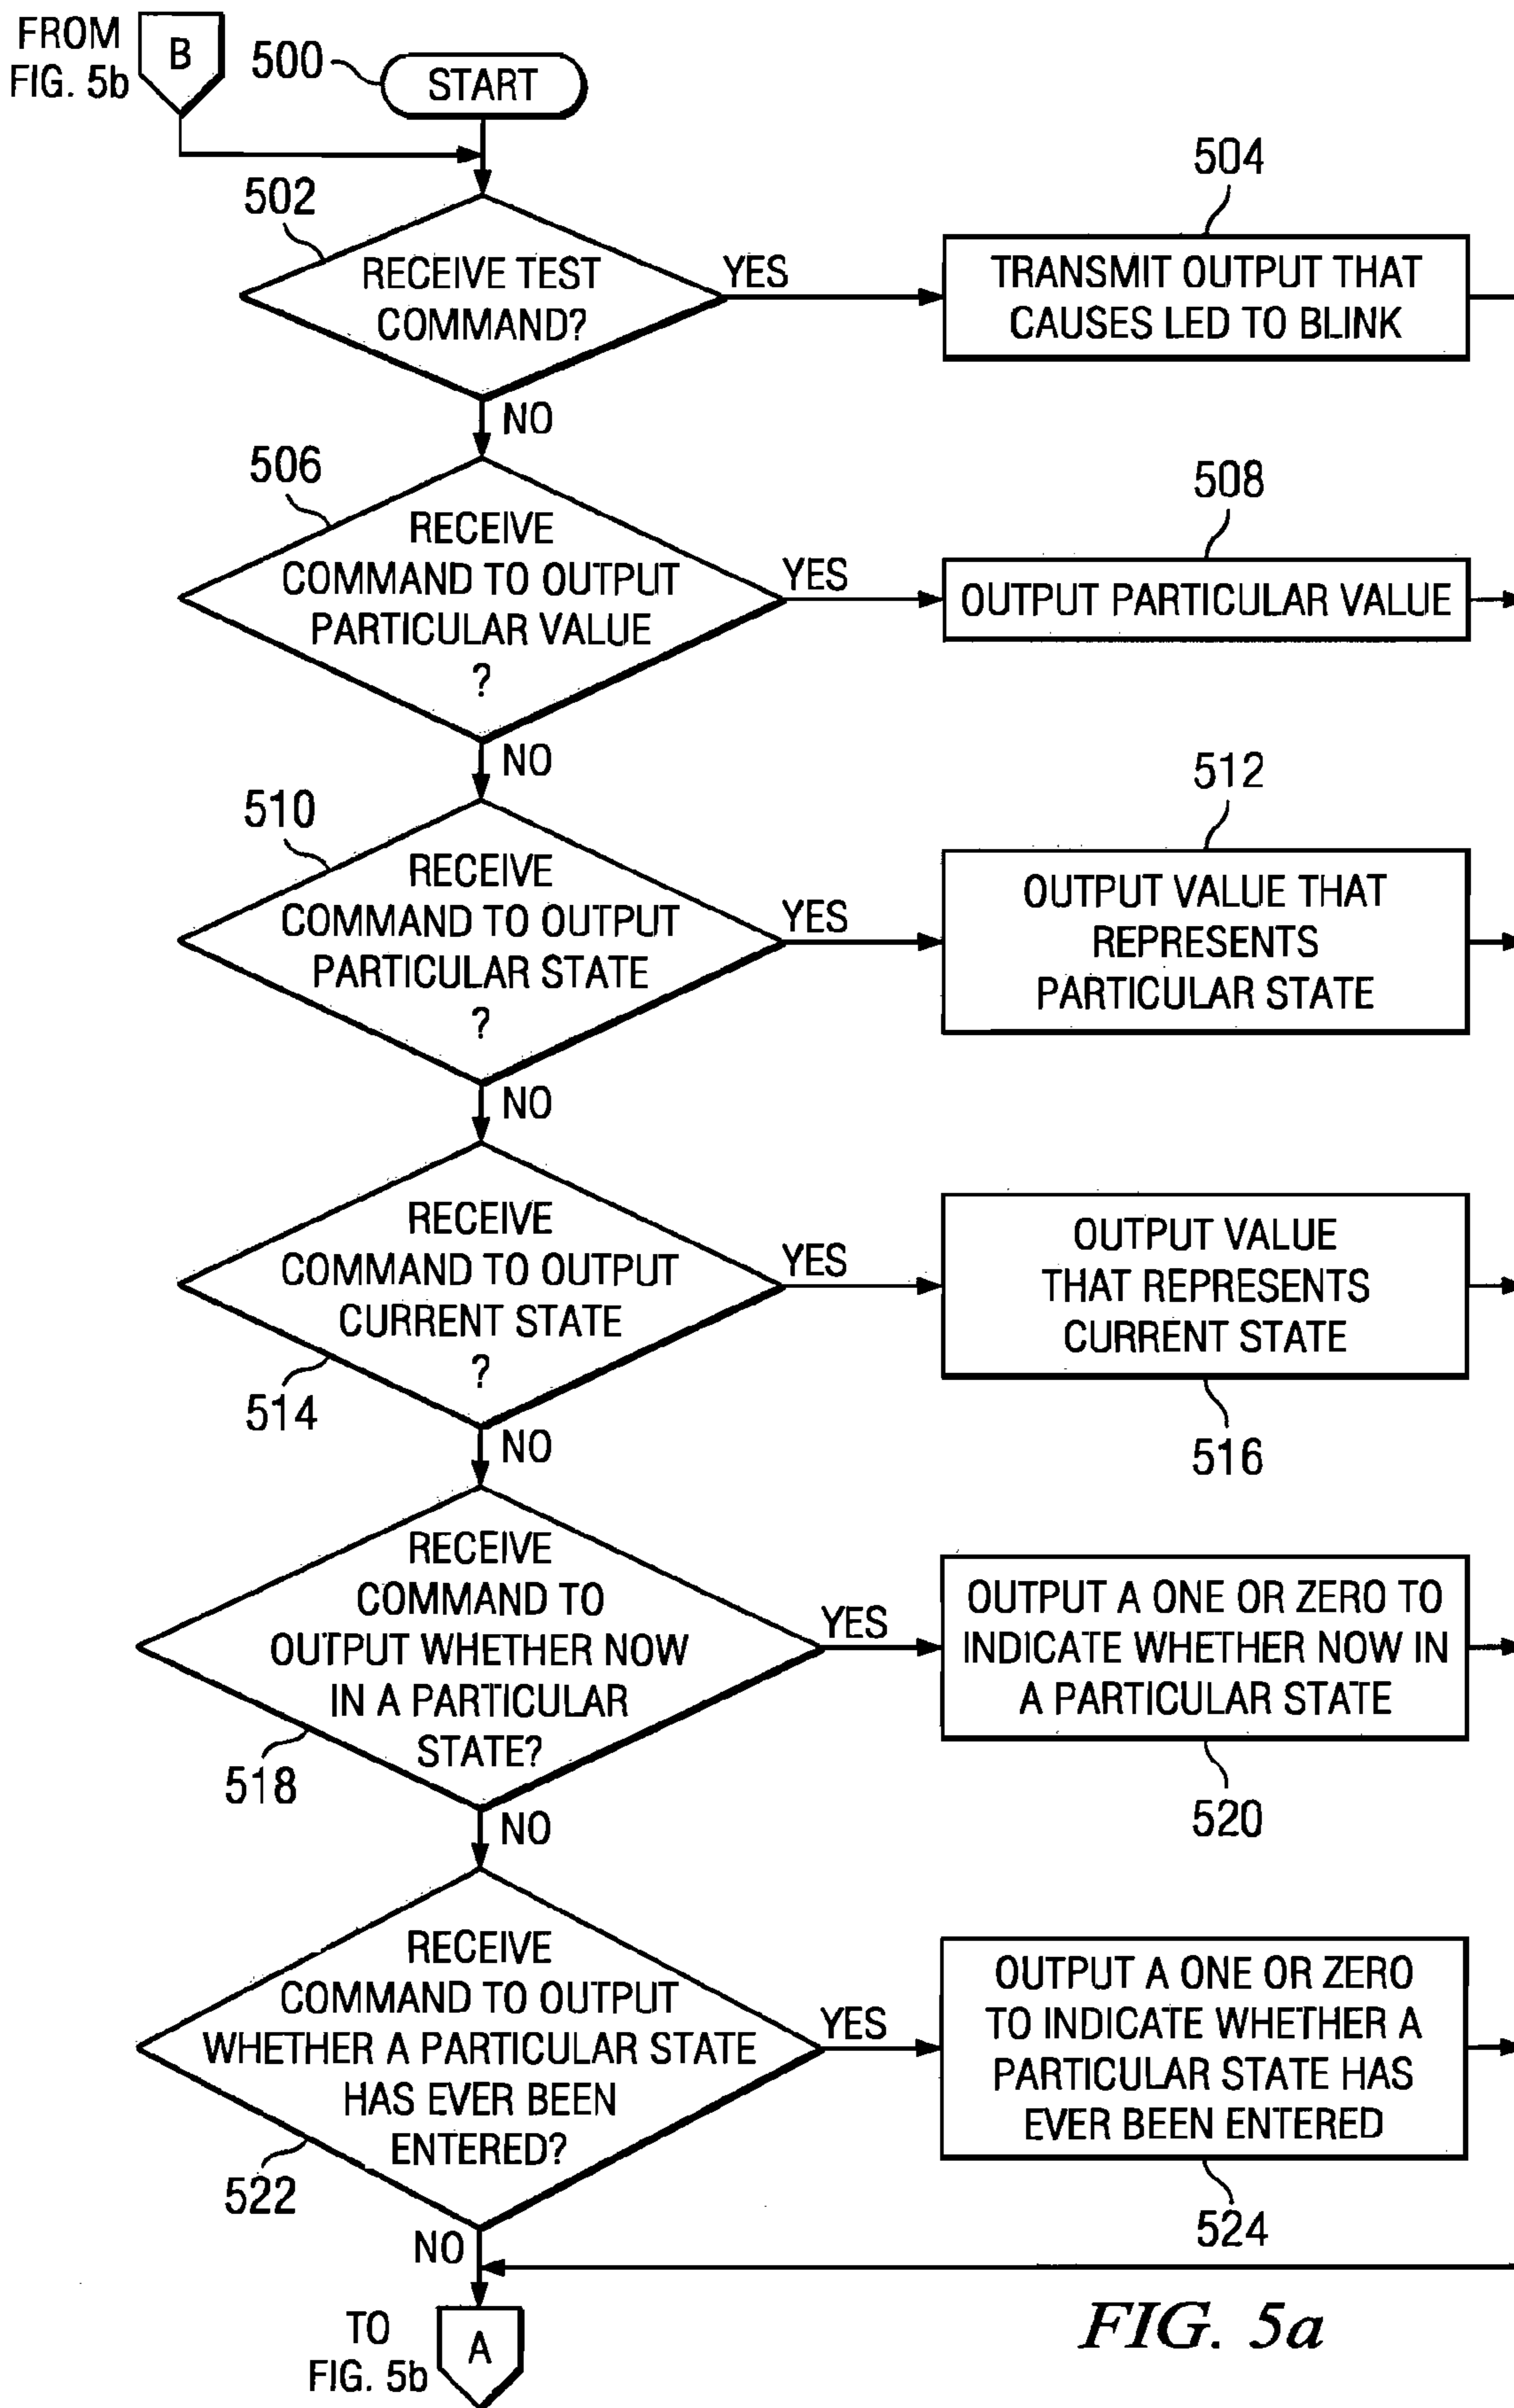 FROM
FIG. 5b
B
500
START
502
RECEIVE TEST
COMMAND?
YES
504
TRANSMIT OUTPUT THAT
CAUSES LED TO BLINK
NO
506
RECEIVE
COMMAND TO OUTPUT
PARTICULAR VALUE
?
YES
508
OUTPUT PARTICULAR VALUE
NO
510
RECEIVE
COMMAND TO OUTPUT
PARTICULAR STATE
?
YES
512
OUTPUT VALUE THAT
REPRESENTS
PARTICULAR STATE
NO
RECEIVE
COMMAND TO OUTPUT
CURRENT STATE
?
514
YES
OUTPUT VALUE
THAT REPRESENTS
CURRENT STATE
516
NO
RECEIVE
COMMAND TO
OUTPUT WHETHER NOW
IN A PARTICULAR
STATE?
518
YES
OUTPUT A ONE OR ZERO TO
INDICATE WHETHER NOW IN
A PARTICULAR STATE
520
NO
RECEIVE
COMMAND TO OUTPUT
WHETHER A PARTICULAR STATE
HAS EVER BEEN
ENTERED?
522
YES
OUTPUT A ONE OR ZERO
TO INDICATE WHETHER A
PARTICULAR STATE HAS
EVER BEEN ENTERED
524
NO
TO
FIG. 5b
A
FIG. 5a